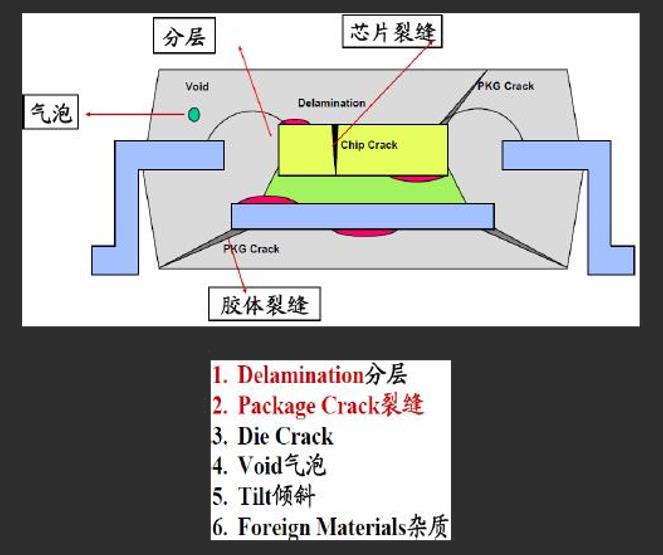 分层
芯片裂缝
Void
PKG Crack
气泡
Delamination
Chip Crack
PKG Crack
胶体裂缝
1. Delamination分层
2. Package Crack裂缝
3. Die Crack
4. Void气泡
5. Tilt倾斜
6. Foreign Materials杂质